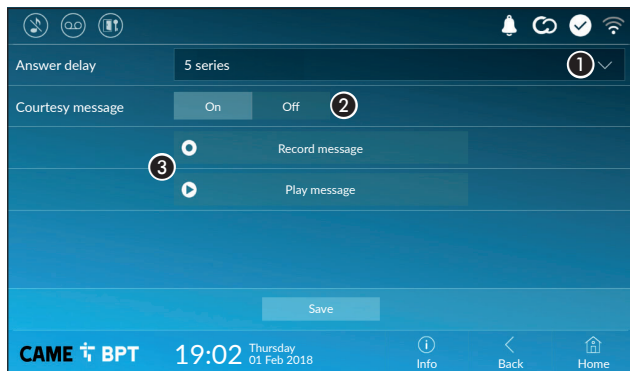 Answer delay 5 series 1
Courtesy message On Off 2
Record message
3
Play message
Save
CAME BPT 19:02 Thursday
01 Feb 2018
Info Back Home